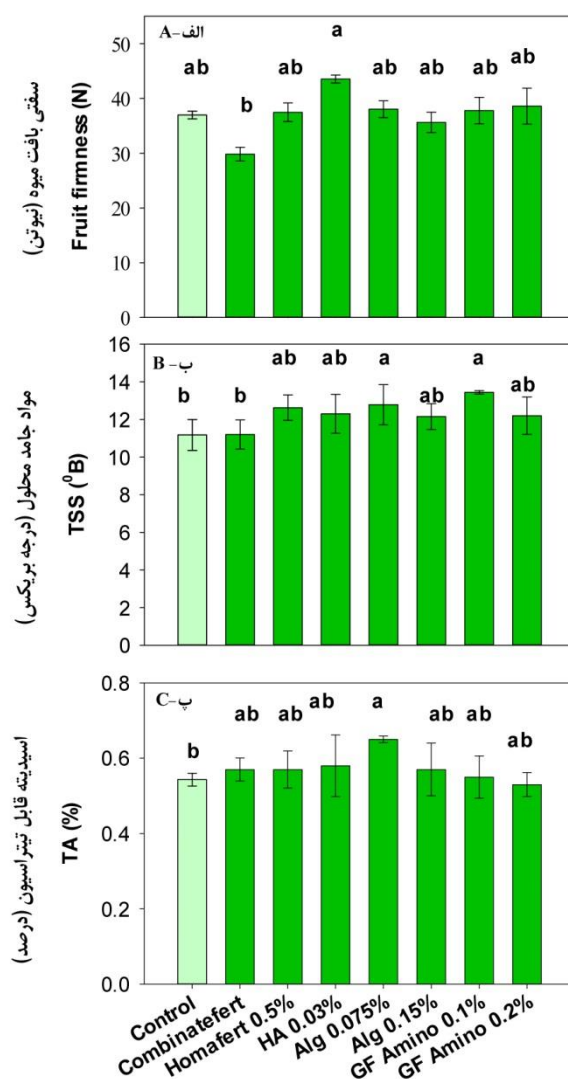 A-الف
سفتی بافت میوه (نیوتن)
Fruit firmness (N)
50
40
30
20
10
0
ab b ab a ab ab ab ab
B-ب
مواد جامد محلول (درجه بریکس)
TSS (⁰B)
16
14
12
10
8
6
4
2
0
b b ab ab a ab a ab
C-پ
اسیدیته قابل تیتراسیون (درصد)
TA (%)
0.8
0.6
0.4
0.2
0.0
b ab ab ab a ab ab ab
Control
Combinatefert
Homafert 0.5%
HA 0.03%
Alg 0.075%
Alg 0.15%
GF Amino 0.1%
GF Amino 0.2%